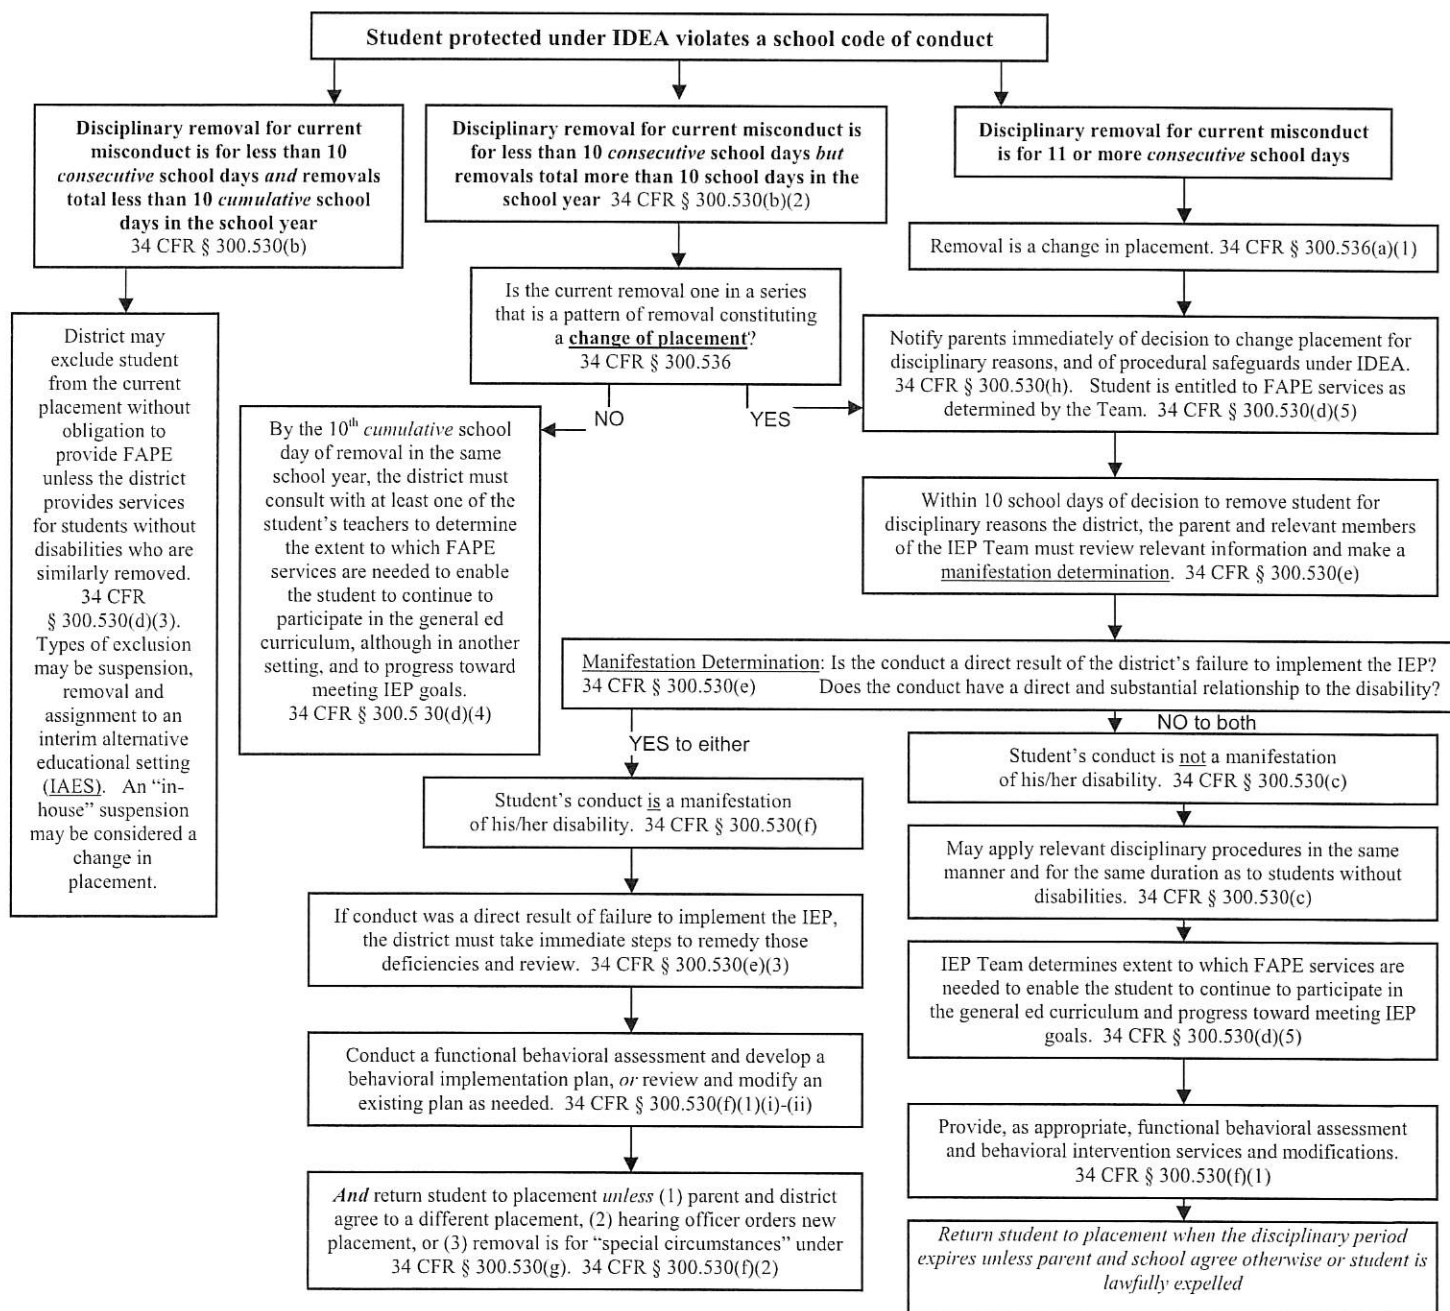 Student protected under IDEA violates a school code of conduct
Disciplinary removal for current
misconduct is for less than 10
consecutive school days and removals
total less than 10 cumulative school
days in the school year
34 CFR § 300.530(b)
Disciplinary removal for current misconduct is
for less than 10 consecutive school days but
removals total more than 10 school days in the
school year 34 CFR § 300.530(b)(2)
Disciplinary removal for current misconduct
is for 11 or more consecutive school days
District may
exclude student
from the current
placement without
obligation to
provide FAPE
unless the district
provides services
for students without
disabilities who are
similarly removed.
34 CFR
§ 300.530(d)(3).
Types of exclusion
may be suspension,
removal and
assignment to an
interim alternative
educational setting
(IAES). An “in-
house” suspension
may be considered a
change in
placement.
Is the current removal one in a series
that is a pattern of removal constituting
a change of placement?
34 CFR § 300.536
NO
YES
By the 10th cumulative school
day of removal in the same
school year, the district must
consult with at least one of the
student’s teachers to determine
the extent to which FAPE
services are needed to enable
the student to continue to
participate in the general ed
curriculum, although in another
setting, and to progress toward
meeting IEP goals.
34 CFR § 300.5 30(d)(4)
Removal is a change in placement. 34 CFR § 300.536(a)(1)
Notify parents immediately of decision to change placement for
disciplinary reasons, and of procedural safeguards under IDEA.
34 CFR § 300.530(h). Student is entitled to FAPE services as
determined by the Team. 34 CFR § 300.530(d)(5)
Within 10 school days of decision to remove student for
disciplinary reasons the district, the parent and relevant members
of the IEP Team must review relevant information and make a
manifestation determination. 34 CFR § 300.530(e)
Manifestation Determination: Is the conduct a direct result of the district’s failure to implement the IEP?
34 CFR § 300.530(e) Does the conduct have a direct and substantial relationship to the disability?
YES to either
NO to both
Student’s conduct is a manifestation
of his/her disability. 34 CFR § 300.530(f)
If conduct was a direct result of failure to implement the IEP,
the district must take immediate steps to remedy those
deficiencies and review. 34 CFR § 300.530(e)(3)
Conduct a functional behavioral assessment and develop a
behavioral implementation plan, or review and modify an
existing plan as needed. 34 CFR § 300.530(f)(1)(i)-(ii)
And return student to placement unless (1) parent and district
agree to a different placement, (2) hearing officer orders new
placement, or (3) removal is for “special circumstances” under
34 CFR § 300.530(g). 34 CFR § 300.530(f)(2)
Student’s conduct is not a manifestation
of his/her disability. 34 CFR § 300.530(c)
May apply relevant disciplinary procedures in the same
manner and for the same duration as to students without
disabilities. 34 CFR § 300.530(c)
IEP Team determines extent to which FAPE services are
needed to enable the student to continue to participate in
the general ed curriculum and progress toward meeting IEP
goals. 34 CFR § 300.530(d)(5)
Provide, as appropriate, functional behavioral assessment
and behavioral intervention services and modifications.
34 CFR § 300.530(f)(1)
Return student to placement when the disciplinary period
expires unless parent and school agree otherwise or student is
lawfully expelled